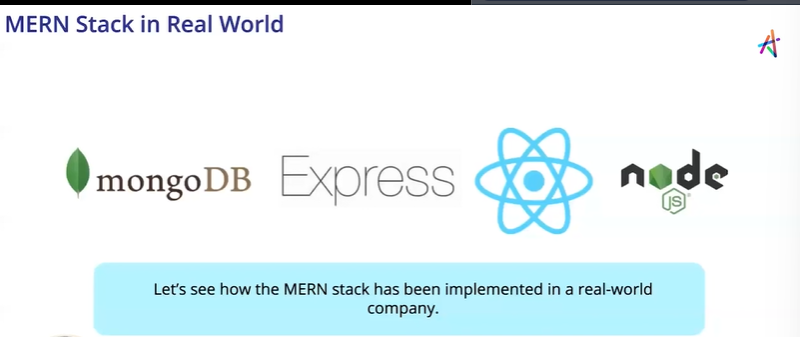 MERN Stack in Real World
mongoDB Express node
JS
Let’s see how the MERN stack has been implemented in a real-world
company.